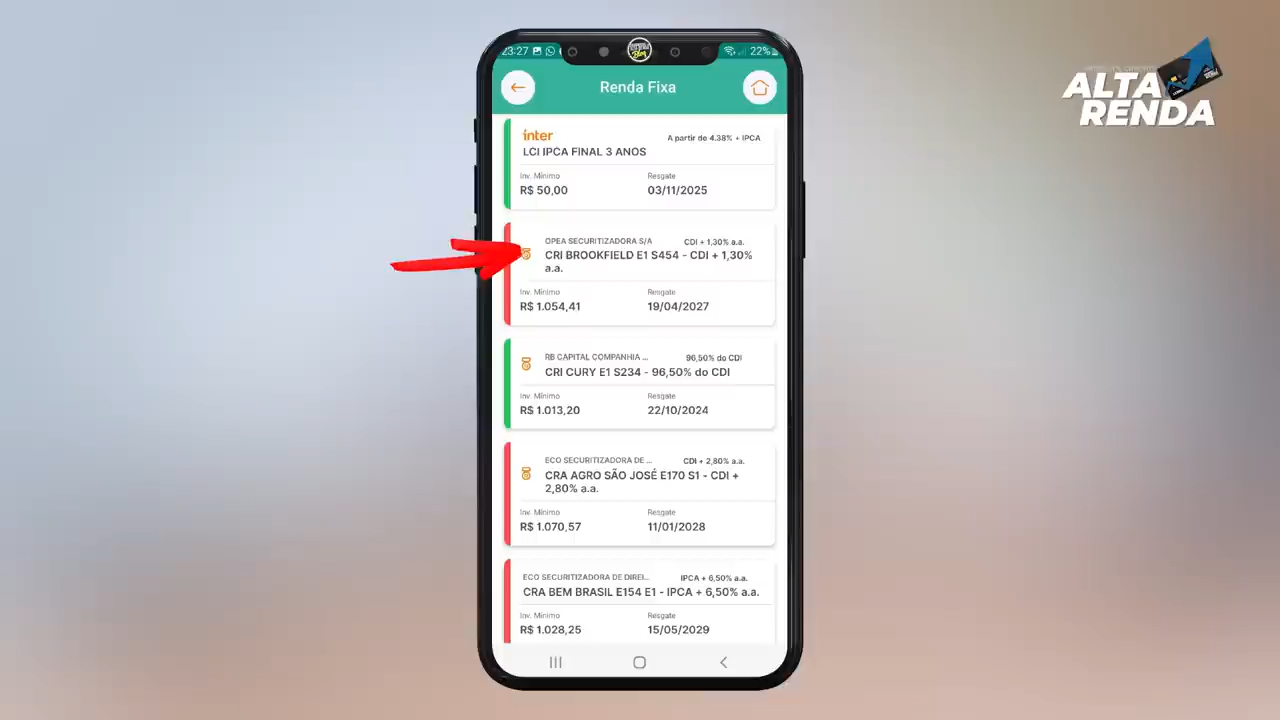 23:27
22%
Renda Fixa
ALTA
RENDA
inter
A partir de 4.38% + IPCA
LCI IPCA FINAL 3 ANOS
Inv. Mínimo
Resgate
R$ 50,00
03/11/2025
OPEA SECURITIZADORA S/A
CDI + 1,30% a.a.
CRI BROOKFIELD E1 S454 - CDI + 1,30%
a.a.
Inv. Mínimo
Resgate
R$ 1.054,41
19/04/2027
RB CAPITAL COMPANHIA ...
96,50% do CDI
CRI CURY E1 S234 - 96,50% do CDI
Inv. Mínimo
Resgate
R$ 1.013,20
22/10/2024
ECO SECURITIZADORA DE ...
CDI + 2,80% a.a.
CRA AGRO SÃO JOSÉ E170 S1 - CDI +
2,80% a.a.
Inv. Mínimo
Resgate
R$ 1.070,57
11/01/2028
ECO SECURITIZADORA DE DIREI...
IPCA + 6,50% a.a.
CRA BEM BRASIL E154 E1 - IPCA + 6,50% a.a.
Inv. Mínimo
Resgate
R$ 1.028,25
15/05/2029